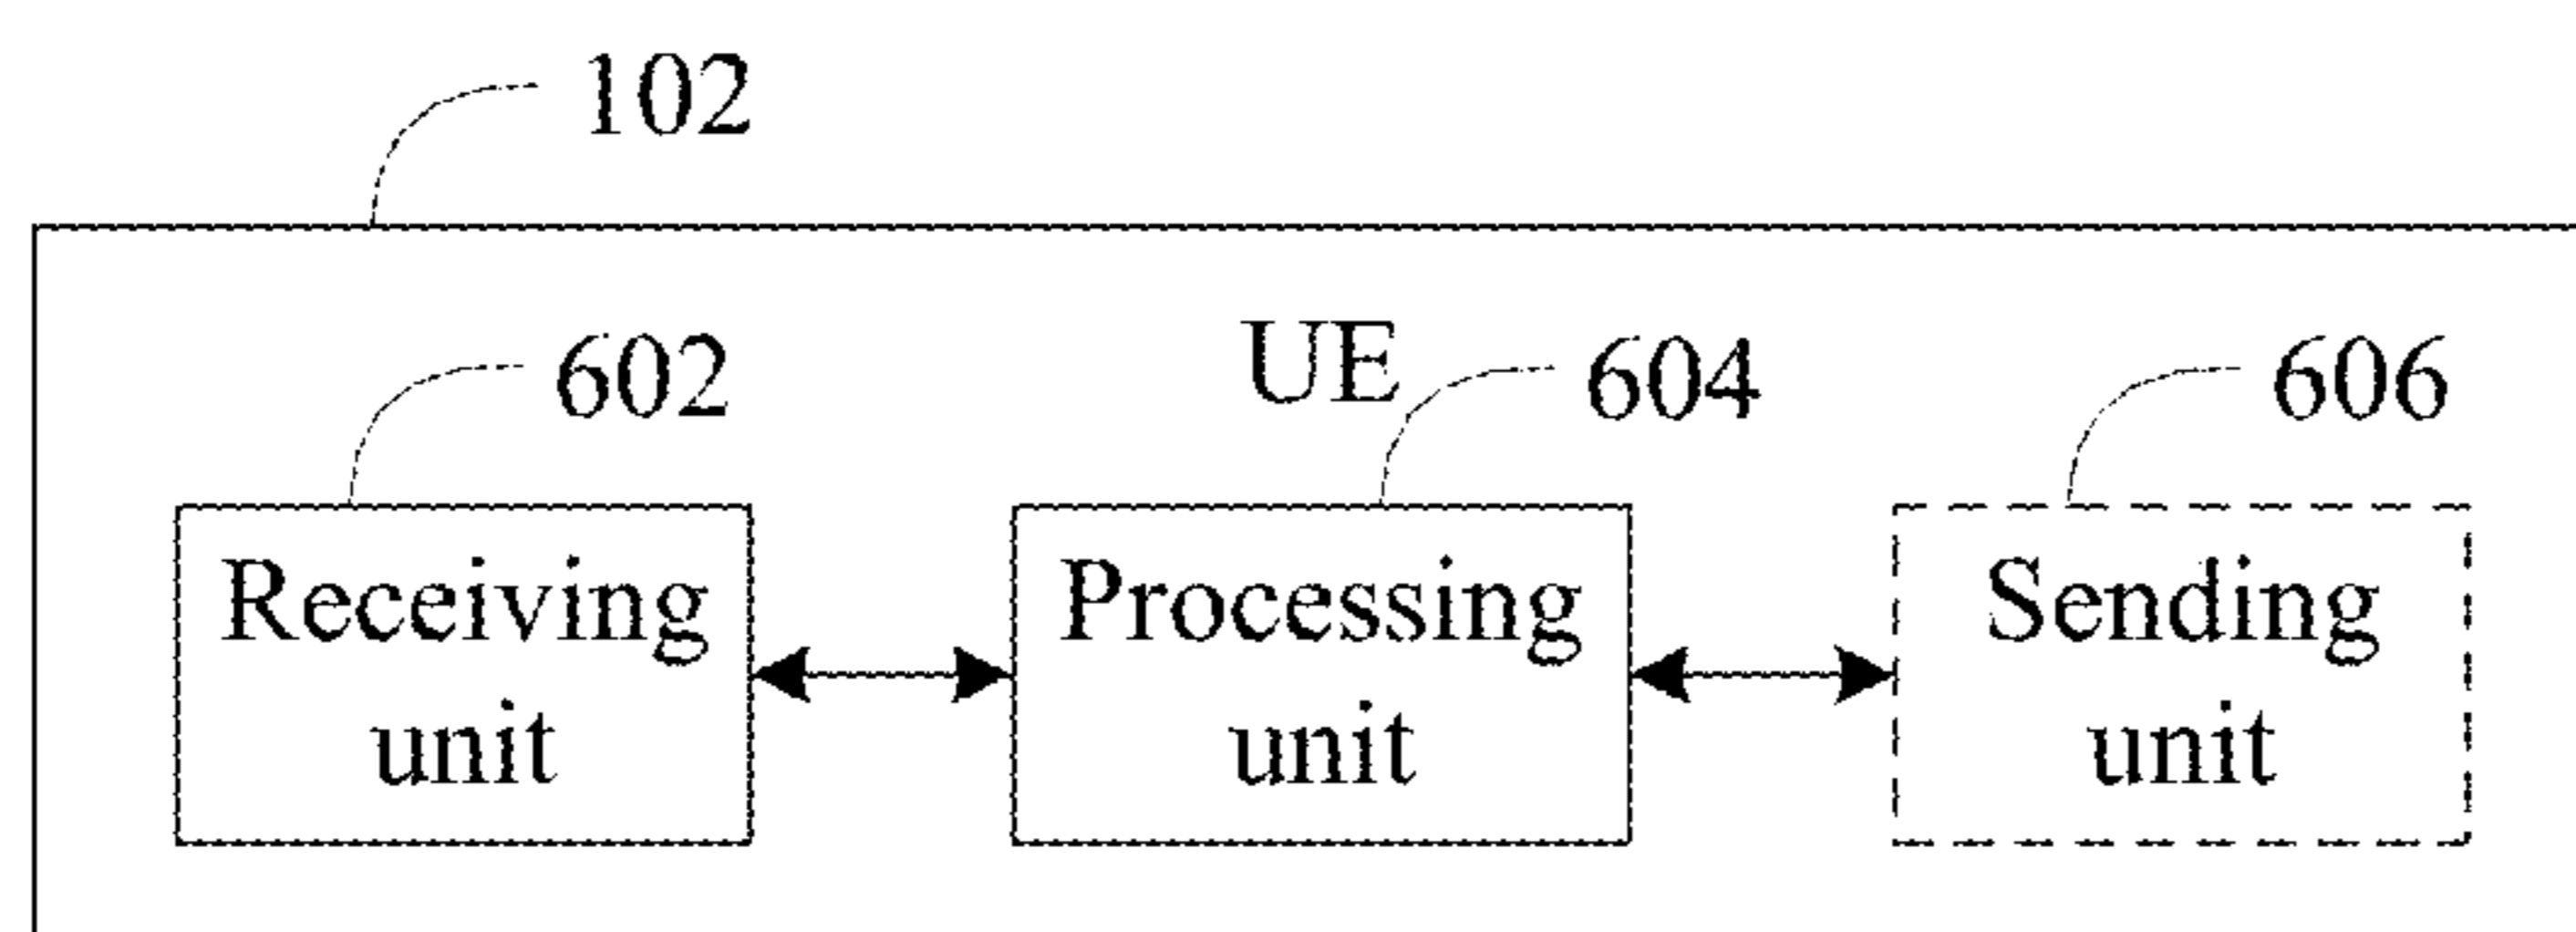 102
UE
602
604
606
Receiving
unit
Processing
unit
Sending
unit